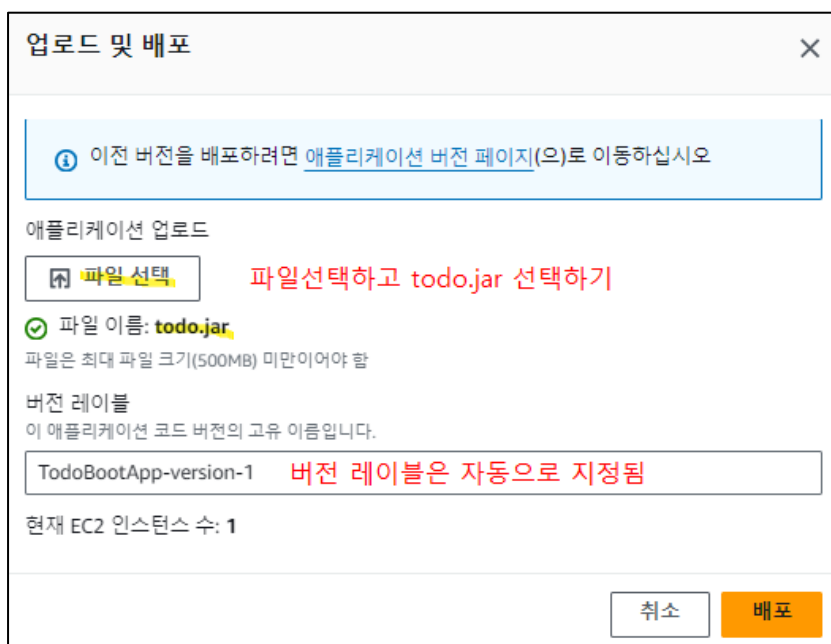 업로드 및 배포
이전 버전을 배포하려면 애플리케이션 버전 페이지(으)로 이동하십시오
애플리케이션 업로드
파일 선택 파일선택하고 todo.jar 선택하기
파일 이름: todo.jar
파일은 최대 파일 크기(500MB) 미만이어야 함
버전 레이블
이 애플리케이션 코드 버전의 고유 이름입니다.
TodoBootApp-version-1 버전 레이블은 자동으로 지정됨
현재 EC2 인스턴스 수: 1
취소 배포